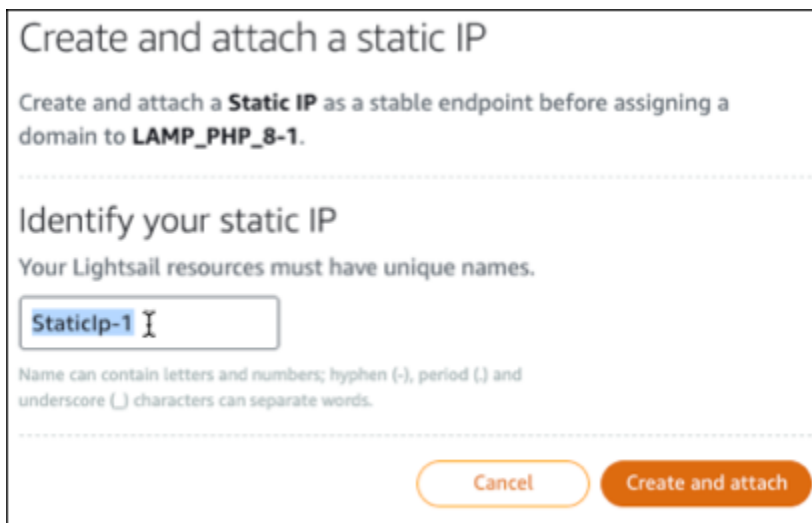 Create and attach a static IP
Create and attach a Static IP as a stable endpoint before assigning a
domain to LAMP_PHP_8-1.
Identify your static IP
Your Lightsail resources must have unique names.
StaticIp-1
Name can contain letters and numbers; hyphen (-), period (.) and
underscore (_) characters can separate words.
Cancel
Create and attach